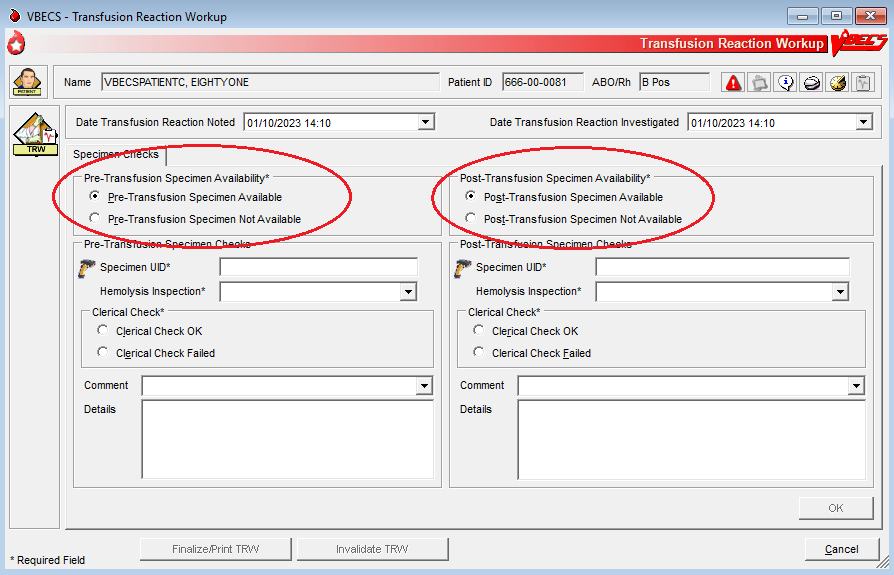 VBECS - Transfusion Reaction Workup
Transfusion Reaction Workup VBECS
PATIENT
Name VBECSPATIENTC, EIGHTYONE Patient ID 666-00-0081 ABO/Rh B Pos
TRW
Date Transfusion Reaction Noted 01/10/2023 14:10 Date Transfusion Reaction Investigated 01/10/2023 14:10
Specimen Checks
Pre-Transfusion Specimen Availability* Post-Transfusion Specimen Availability*
Pre-Transfusion Specimen Available Post-Transfusion Specimen Available
Pre-Transfusion Specimen Not Available Post-Transfusion Specimen Not Available
Pre-Transfusion Specimen Checks Post-Transfusion Specimen Checks
Specimen UID* Specimen UID*
Hemolysis Inspection* Hemolysis Inspection*
Clerical Check* Clerical Check*
Clerical Check OK Clerical Check OK
Clerical Check Failed Clerical Check Failed
Comment Comment
Details Details
OK
* Required Field Finalize/Print TRW Invalidate TRW Cancel